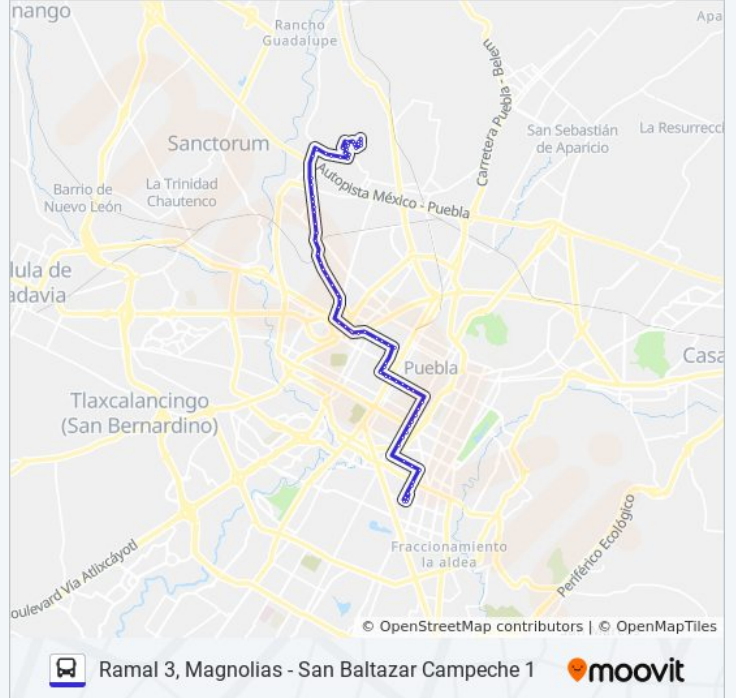 nango
Rancho
Guadalupe
Apa
Carretera Puebla - Belem
Sanctorum
San Sebastián
de Aparicio
La Resurrecci
Autopista México - Puebla
Barrio de
Nuevo León
La Trinidad
Chautenco
lula de
adavia
Puebla
Casa
Tlaxcalancingo
(San Bernardino)
Fraccionamiento
la aldea
Periférico Ecológico
oulevard Vía Atlixcáyotl
© OpenStreetMap contributors | © OpenMapTiles
Ramal 3, Magnolias - San Baltazar Campeche 1
moovit